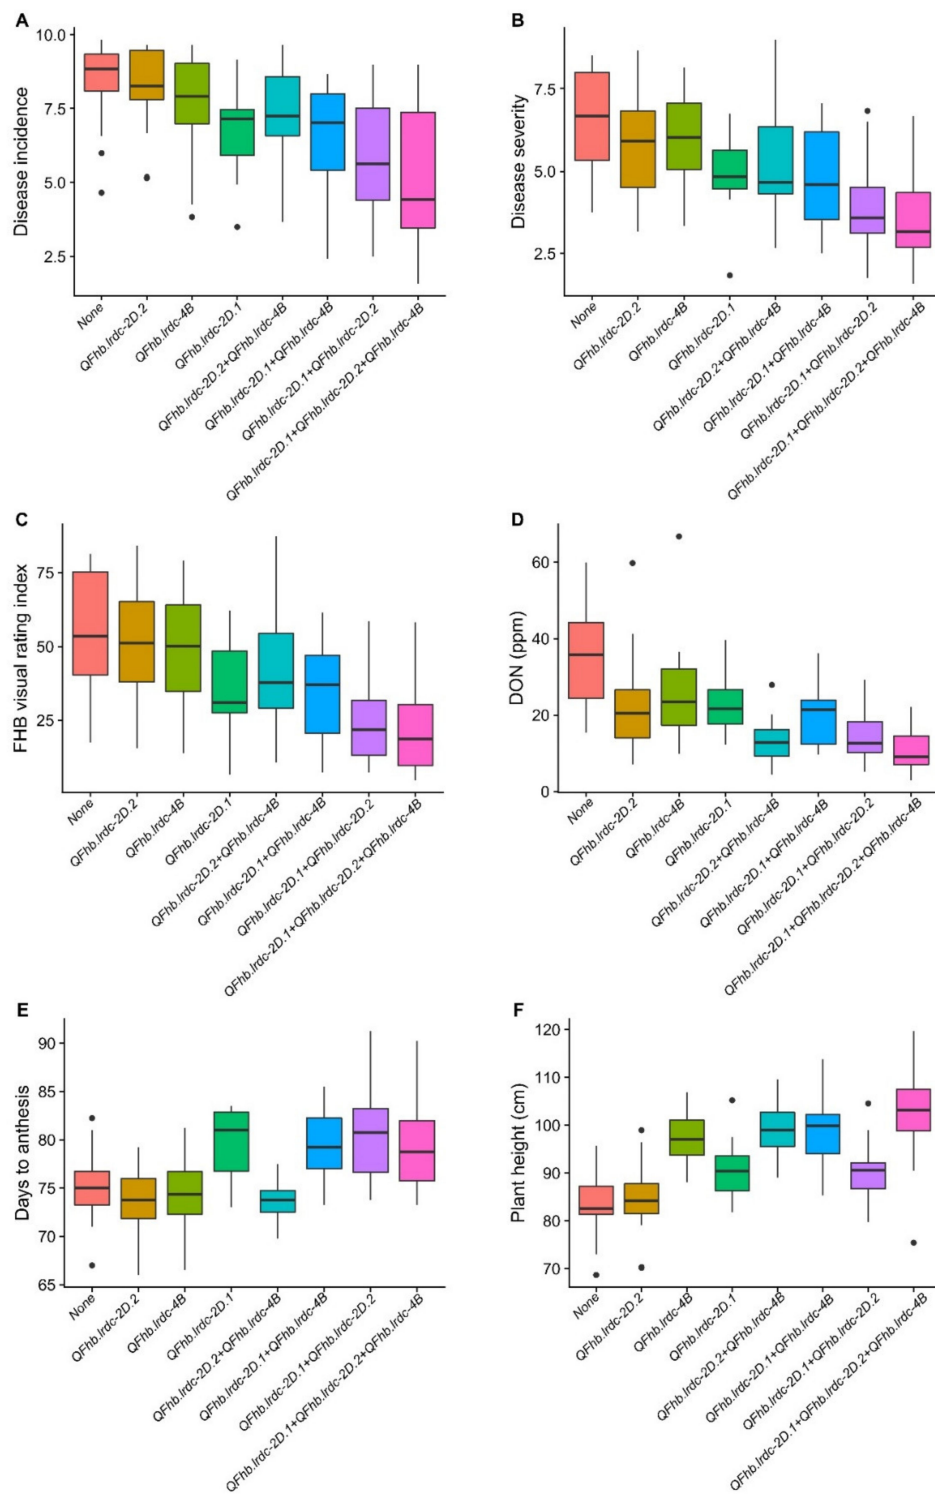 A
Disease incidence
10.0
7.5
5.0
2.5
None
QFhb.lrdc-2D.2
QFhb.lrdc-4B
QFhb.lrdc-2D.1
QFhb.lrdc-2D.2+QFhb.lrdc-4B
QFhb.lrdc-2D.1+QFhb.lrdc-4B
QFhb.lrdc-2D.1+QFhb.lrdc-2D.2
QFhb.lrdc-2D.1+QFhb.lrdc-2D.2+QFhb.lrdc-4B
B
Disease severity
7.5
5.0
2.5
None
QFhb.lrdc-2D.2
QFhb.lrdc-4B
QFhb.lrdc-2D.1
QFhb.lrdc-2D.2+QFhb.lrdc-4B
QFhb.lrdc-2D.1+QFhb.lrdc-4B
QFhb.lrdc-2D.1+QFhb.lrdc-2D.2
QFhb.lrdc-2D.1+QFhb.lrdc-2D.2+QFhb.lrdc-4B
C
FHB visual rating index
75
50
25
None
QFhb.lrdc-2D.2
QFhb.lrdc-4B
QFhb.lrdc-2D.1
QFhb.lrdc-2D.2+QFhb.lrdc-4B
QFhb.lrdc-2D.1+QFhb.lrdc-4B
QFhb.lrdc-2D.1+QFhb.lrdc-2D.2
QFhb.lrdc-2D.1+QFhb.lrdc-2D.2+QFhb.lrdc-4B
D
DON (ppm)
60
40
20
0
None
QFhb.lrdc-2D.2
QFhb.lrdc-4B
QFhb.lrdc-2D.1
QFhb.lrdc-2D.2+QFhb.lrdc-4B
QFhb.lrdc-2D.1+QFhb.lrdc-4B
QFhb.lrdc-2D.1+QFhb.lrdc-2D.2
QFhb.lrdc-2D.1+QFhb.lrdc-2D.2+QFhb.lrdc-4B
E
Days to anthesis
90
85
80
75
70
65
None
QFhb.lrdc-2D.2
QFhb.lrdc-4B
QFhb.lrdc-2D.1
QFhb.lrdc-2D.2+QFhb.lrdc-4B
QFhb.lrdc-2D.1+QFhb.lrdc-4B
QFhb.lrdc-2D.1+QFhb.lrdc-2D.2
QFhb.lrdc-2D.1+QFhb.lrdc-2D.2+QFhb.lrdc-4B
F
Plant height (cm)
120
110
100
90
80
70
None
QFhb.lrdc-2D.2
QFhb.lrdc-4B
QFhb.lrdc-2D.1
QFhb.lrdc-2D.2+QFhb.lrdc-4B
QFhb.lrdc-2D.1+QFhb.lrdc-4B
QFhb.lrdc-2D.1+QFhb.lrdc-2D.2
QFhb.lrdc-2D.1+QFhb.lrdc-2D.2+QFhb.lrdc-4B